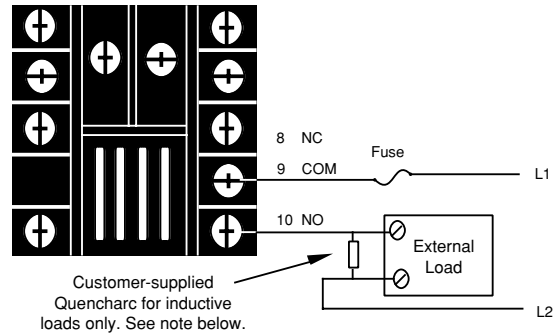 8 NC
Fuse
9 COM
L1
10 NO
External
Load
Customer-supplied
Quencharc for inductive
loads only. See note below.
L2